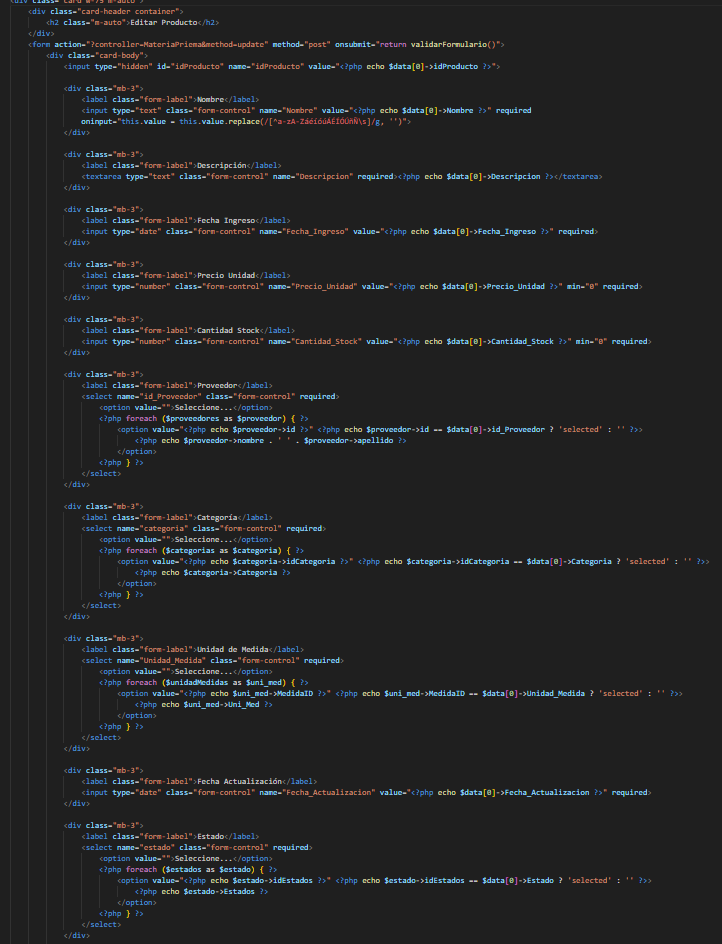 <div class="card w-75 m-auto">
<div class="card-header container">
<h2 class="m-auto">Editar Producto</h2>
</div>
<form action="?controller=MateriaPriema&method=update" method="post" onsubmit="return validarFormulario()">
<div class="card-body">
<input type="hidden" id="idProducto" name="idProducto" value="<?php echo $data[0]->idProducto ?>">
<div class="mb-3">
<label class="form-label">Nombre</label>
<input type="text" class="form-control" name="Nombre" value="<?php echo $data[0]->Nombre ?>" required
oninput="this.value = this.value.replace(/[^a-zA-ZáéíóúÁÉÍÓÚñÑ\s]/g, '')">
</div>
<div class="mb-3">
<label class="form-label">Descripción</label>
<textarea type="text" class="form-control" name="Descripcion" required><?php echo $data[0]->Descripcion ?></textarea>
</div>
<div class="mb-3">
<label class="form-label">Fecha Ingreso</label>
<input type="date" class="form-control" name="Fecha_Ingreso" value="<?php echo $data[0]->Fecha_Ingreso ?>" required>
</div>
<div class="mb-3">
<label class="form-label">Precio Unidad</label>
<input type="number" class="form-control" name="Precio_Unidad" value="<?php echo $data[0]->Precio_Unidad ?>" min="0" required>
</div>
<div class="mb-3">
<label class="form-label">Cantidad Stock</label>
<input type="number" class="form-control" name="Cantidad_Stock" value="<?php echo $data[0]->Cantidad_Stock ?>" min="0" required>
</div>
<div class="mb-3">
<label class="form-label">Proveedor</label>
<select name="id_Proveedor" class="form-control" required>
<option value="">Seleccione...</option>
<?php foreach ($proveedores as $proveedor) { ?>
<option value="<?php echo $proveedor->id ?>" <?php echo $proveedor->id == $data[0]->id_Proveedor ? 'selected' : '' ?>>
<?php echo $proveedor->nombre . ' ' . $proveedor->apellido ?>
</option>
<?php } ?>
</select>
</div>
<div class="mb-3">
<label class="form-label">Categoría</label>
<select name="categoria" class="form-control" required>
<option value="">Seleccione...</option>
<?php foreach ($categorias as $categoria) { ?>
<option value="<?php echo $categoria->idCategoria ?>" <?php echo $categoria->idCategoria == $data[0]->Categoria ? 'selected' : '' ?>>
<?php echo $categoria->Categoria ?>
</option>
<?php } ?>
</select>
</div>
<div class="mb-3">
<label class="form-label">Unidad de Medida</label>
<select name="Unidad_Medida" class="form-control" required>
<option value="">Seleccione...</option>
<?php foreach ($unidadMedidas as $uni_med) { ?>
<option value="<?php echo $uni_med->MedidaID ?>" <?php echo $uni_med->MedidaID == $data[0]->Unidad_Medida ? 'selected' : '' ?>>
<?php echo $uni_med->Uni_Med ?>
</option>
<?php } ?>
</select>
</div>
<div class="mb-3">
<label class="form-label">Fecha Actualización</label>
<input type="date" class="form-control" name="Fecha_Actualizacion" value="<?php echo $data[0]->Fecha_Actualizacion ?>" required>
</div>
<div class="mb-3">
<label class="form-label">Estado</label>
<select name="estado" class="form-control" required>
<option value="">Seleccione...</option>
<?php foreach ($estados as $estado) { ?>
<option value="<?php echo $estado->idEstados ?>" <?php echo $estado->idEstados == $data[0]->Estado ? 'selected' : '' ?>>
<?php echo $estado->Estados ?>
</option>
<?php } ?>
</select>
</div>